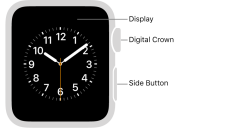 Display
11 12 1
10 2
Digital Crown
9 3
8 4
Side Button
7 6 5